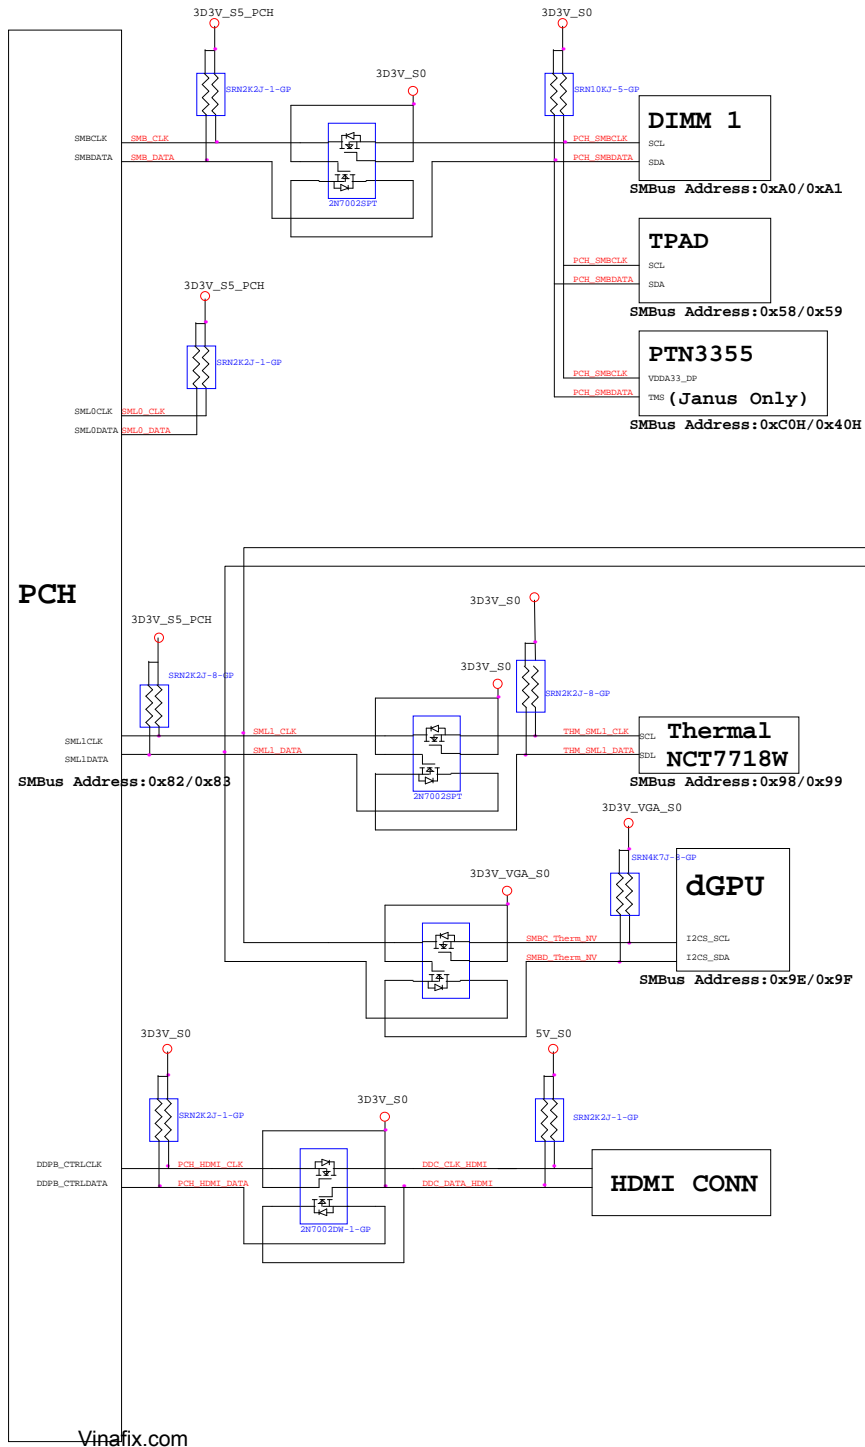 3D3V_S5_PCH
3D3V_S0
3D3V_S0
SRN2K2J-1-GP
SRN10KJ-5-GP
DIMM 1
SMBCLK
SMB_CLK
PCH_SMBCLK
SCL
SMBDATA
SMB_DATA
PCH_SMBDATA
SDA
SMBus Address:0xA0/0xA1
2N7002SPT
TPAD
PCH_SMBCLK
SCL
PCH_SMBDATA
SDA
SMBus Address:0x58/0x59
3D3V_S5_PCH
SRN2K2J-1-GP
PTN3355
PCH_SMBCLK
VDDA33_DP
PCH_SMBDATA
TMS
(Janus Only)
SMBus Address:0xC0H/0x40H
SML0CLK
SML0_CLK
SML0DATA
SML0_DATA
PCH
3D3V_S0
3D3V_S5_PCH
3D3V_S0
SRN2K2J-8-GP
SRN2K2J-8-GP
SML1CLK
SML1_CLK
THM_SML1_CLK
SCL
Thermal
SML1DATA
SML1_DATA
THM_SML1_DATA
SDL
NCT7718W
SMBus Address:0x82/0x83
SMBus Address:0x98/0x99
2N7002SPT
3D3V_VGA_S0
SRN4K7J-8-GP
3D3V_VGA_S0
dGPU
SMBC_Therm_NV
I2CS_SCL
SMBD_Therm_NV
I2CS_SDA
SMBus Address:0x9E/0x9F
3D3V_S0
5V_S0
3D3V_S0
SRN2K2J-1-GP
SRN2K2J-1-GP
DDPB_CTRLCLK
PCH_HDMI_CLK
DDC_CLK_HDMI
DDPB_CTRLDATA
PCH_HDMI_DATA
DDC_DATA_HDMI
HDMI CONN
2N7002DW-1-GP
Vinafix.com